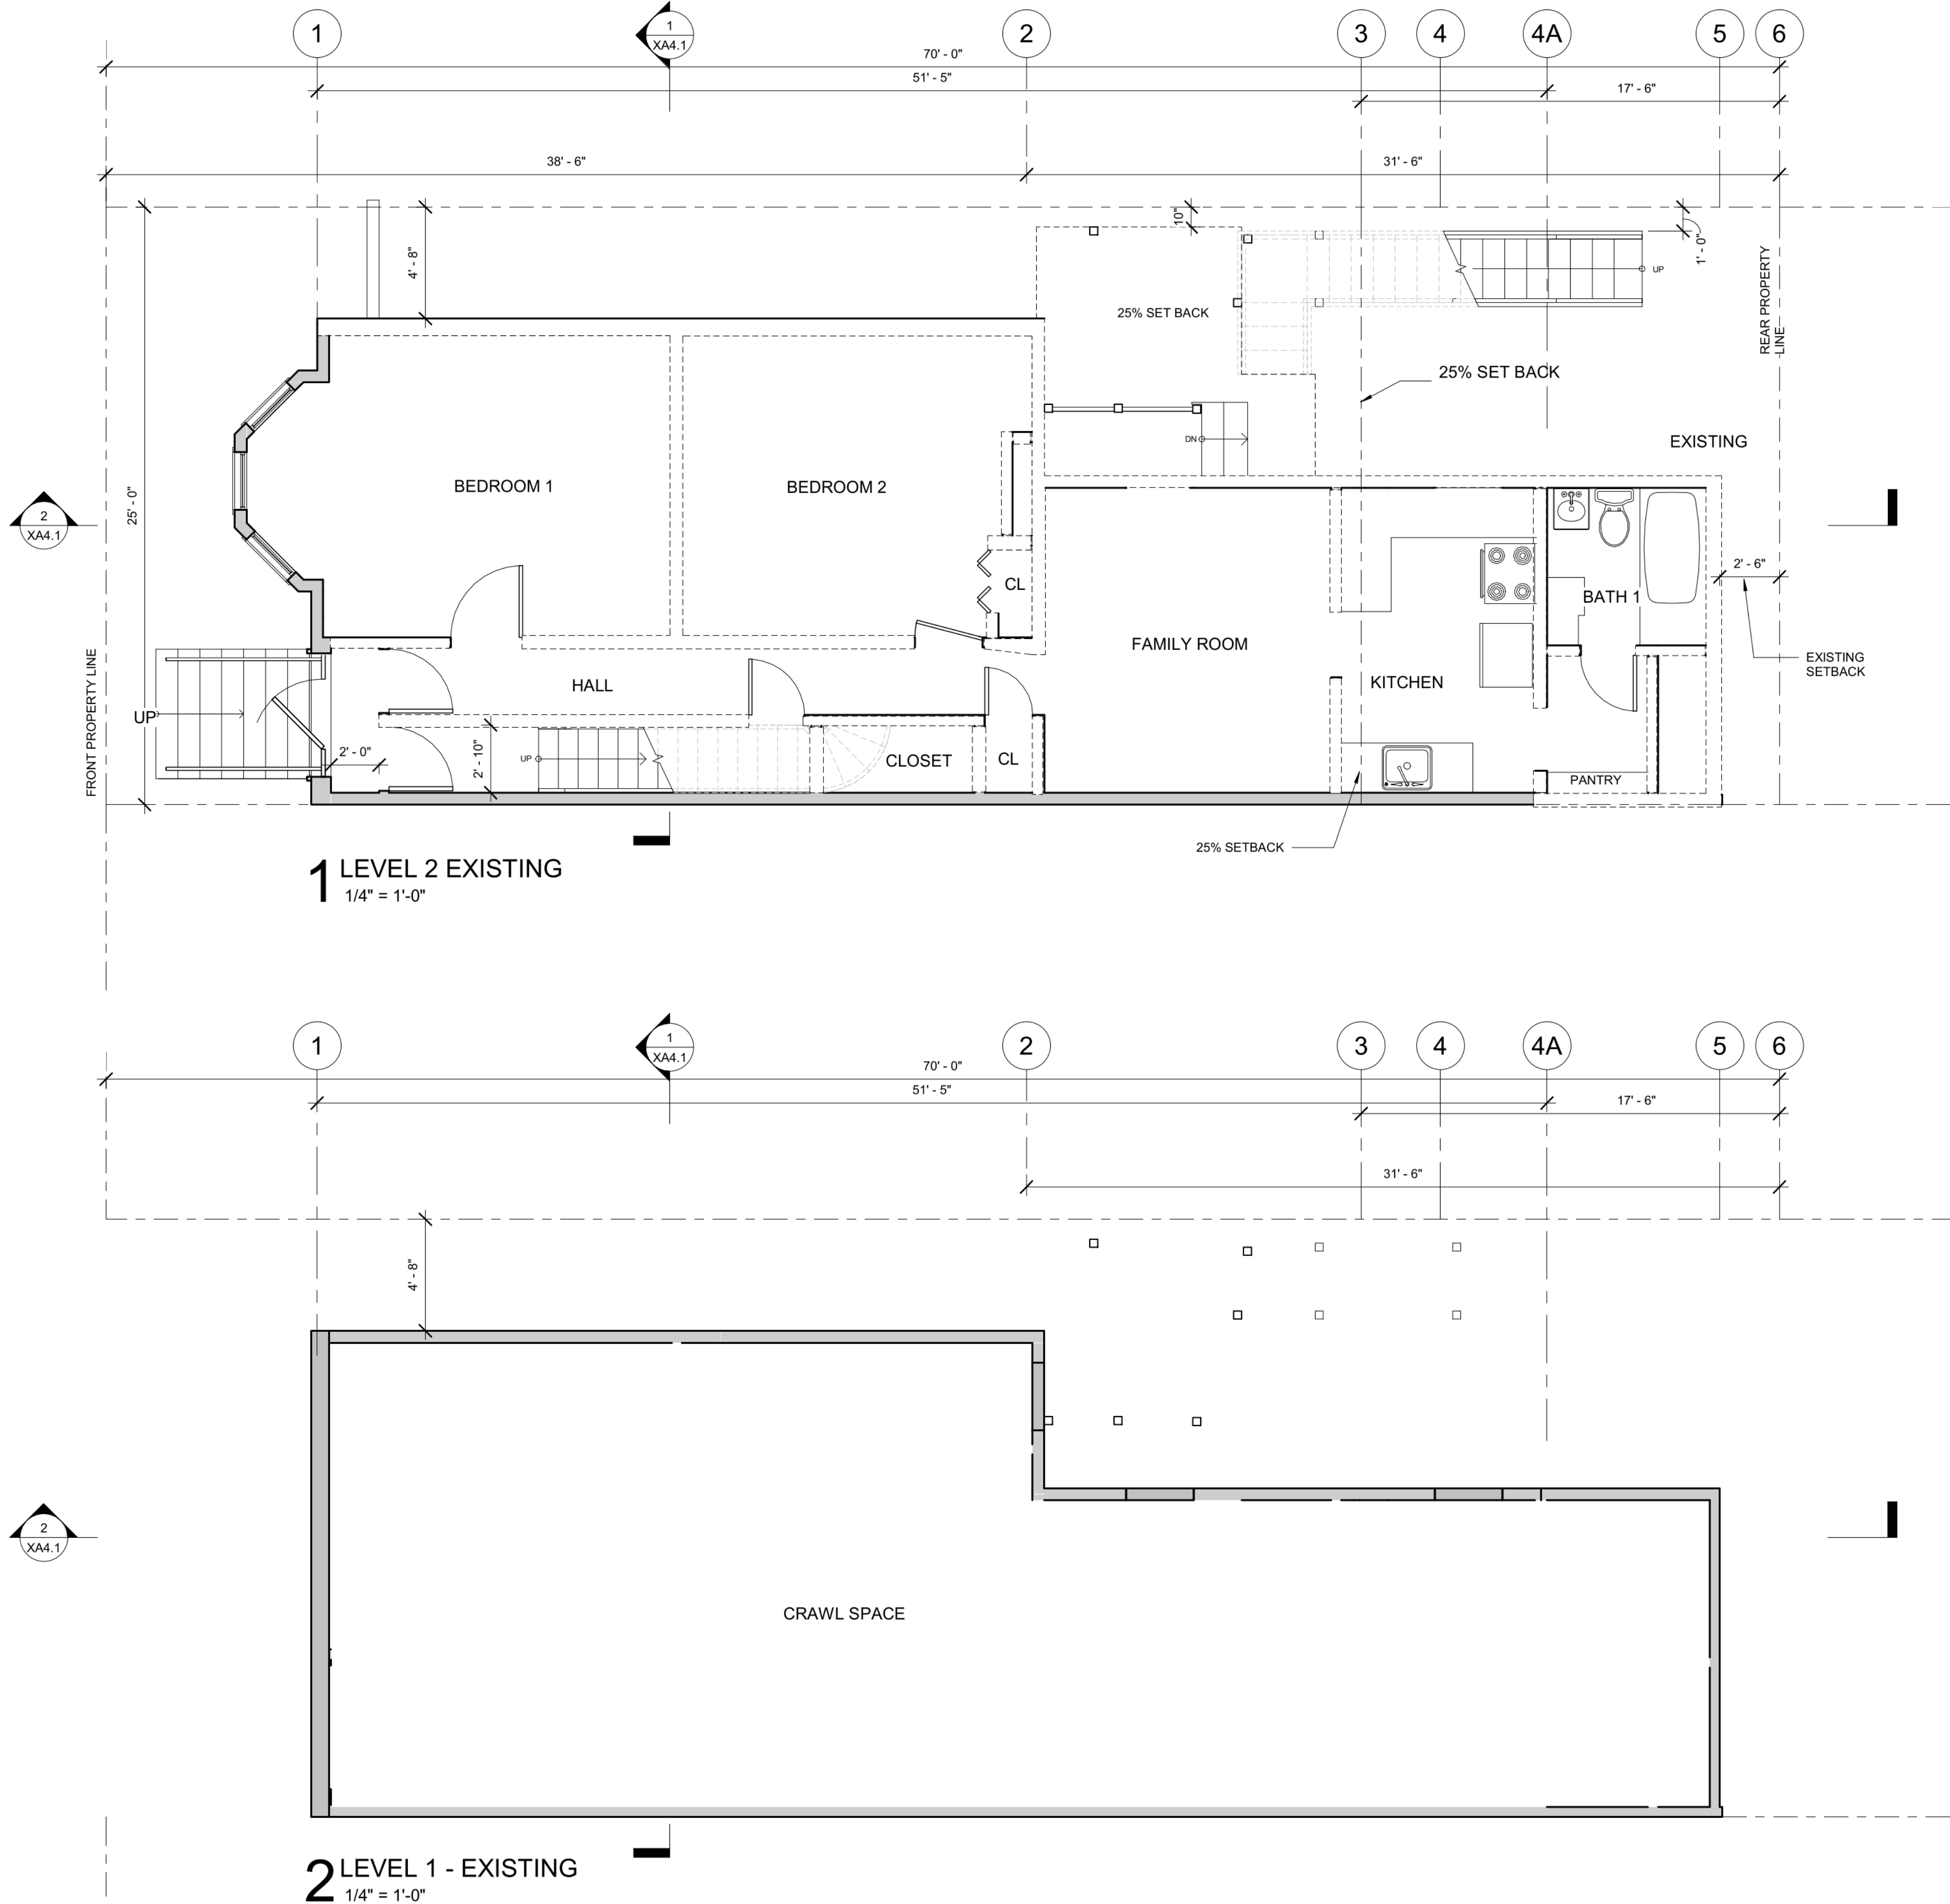 1
1
XA4.1
2
3
4
4A
5
6
70' - 0"
51' - 5"
17' - 6"
38' - 6"
31' - 6"
10"
1' - 0"
4' - 8"
UP
REAR PROPERTY
LINE
25% SET BACK
25% SET BACK
DN
EXISTING
BEDROOM 1
BEDROOM 2
25' - 0"
2
XA4.1
2' - 6"
CL
BATH 1
FAMILY ROOM
EXISTING
SETBACK
HALL
KITCHEN
FRONT PROPERTY LINE
UP
2' - 0"
2' - 10"
UP
CLOSET
CL
PANTRY
25% SETBACK
1 LEVEL 2 EXISTING
1/4" = 1'-0"
1
1
XA4.1
2
3
4
4A
5
6
70' - 0"
51' - 5"
17' - 6"
31' - 6"
4' - 8"
2
XA4.1
CRAWL SPACE
2 LEVEL 1 - EXISTING
1/4" = 1'-0"